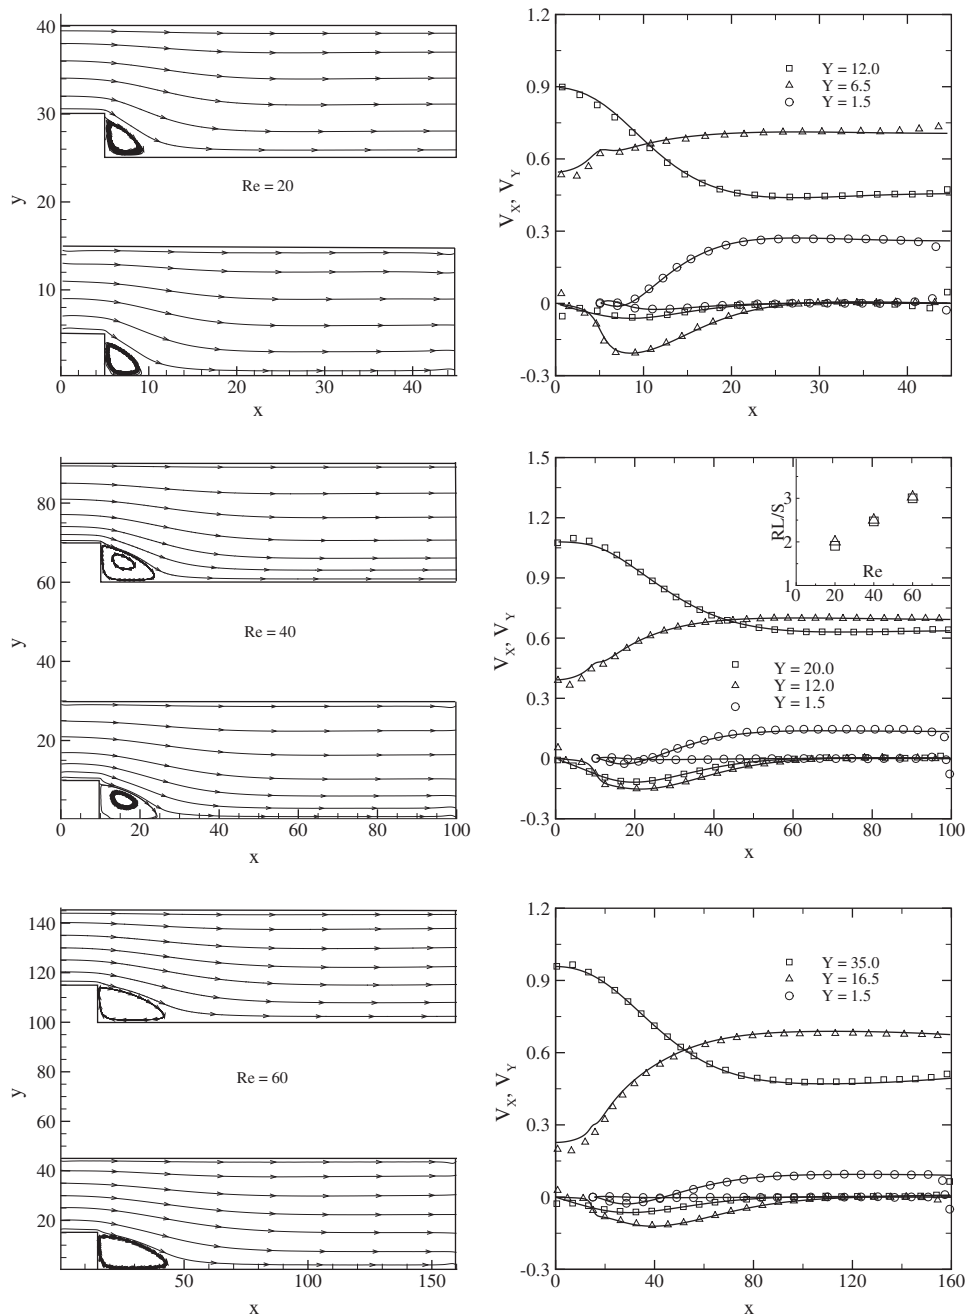 40
30
20
10
y
Re = 20
0 10 20 30 40
x
1.2
0.9
0.6
0.3
0
-0.3
V_X, V_Y
Y = 12.0
Y = 6.5
Y = 1.5
0 10 20 30 40
x
80
60
40
20
y
Re = 40
0 20 40 60 80 100
x
1.5
1.2
0.9
0.6
0.3
0
-0.3
V_X, V_Y
3
2
1
RL/S
Re
0 20 40 60
Y = 20.0
Y = 12.0
Y = 1.5
0 20 40 60 80 100
x
140
120
100
80
60
40
20
y
Re = 60
50 100 150
x
1.2
0.9
0.6
0.3
0
-0.3
V_X, V_Y
Y = 35.0
Y = 16.5
Y = 1.5
0 40 80 120 160
x